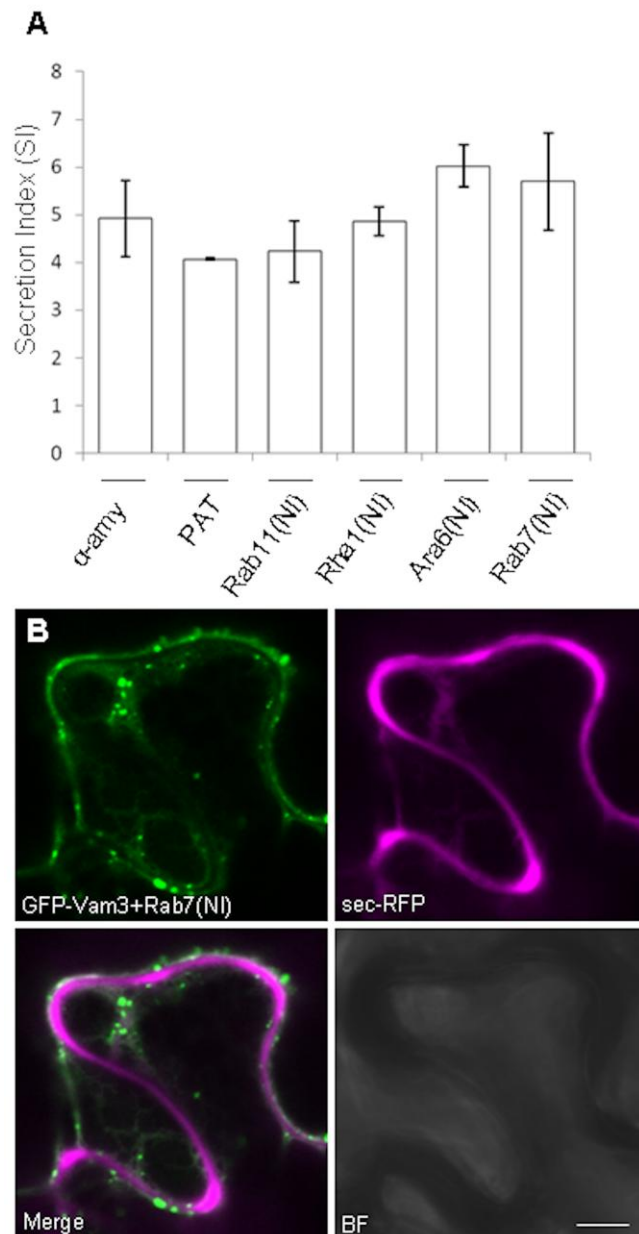 A
Secretion Index (SI)
8
7
6
5
4
3
2
1
0
α-amy
PAT
Rab11(NI)
Rha1(NI)
Ara6(NI)
Rab7(NI)
B
GFP-Vam3+Rab7(NI)
sec-RFP
Merge
BF